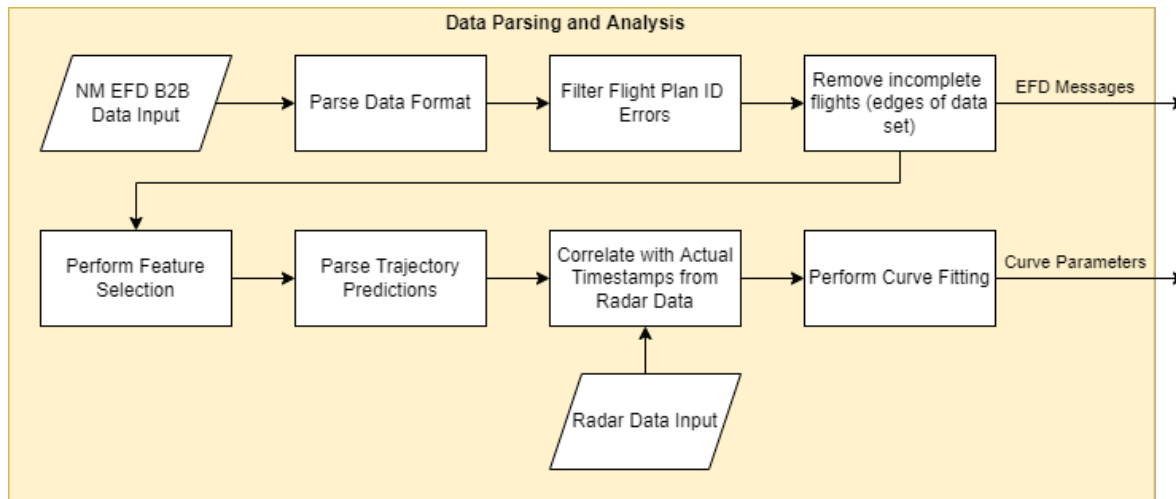 Data Parsing and Analysis
NM EFD B2B
Data Input
Parse Data Format
Filter Flight Plan ID
Errors
Remove incomplete
flights (edges of data
set)
EFD Messages
Perform Feature
Selection
Parse Trajectory
Predictions
Correlate with Actual
Timestamps from
Radar Data
Perform Curve Fitting
Curve Parameters
Radar Data Input